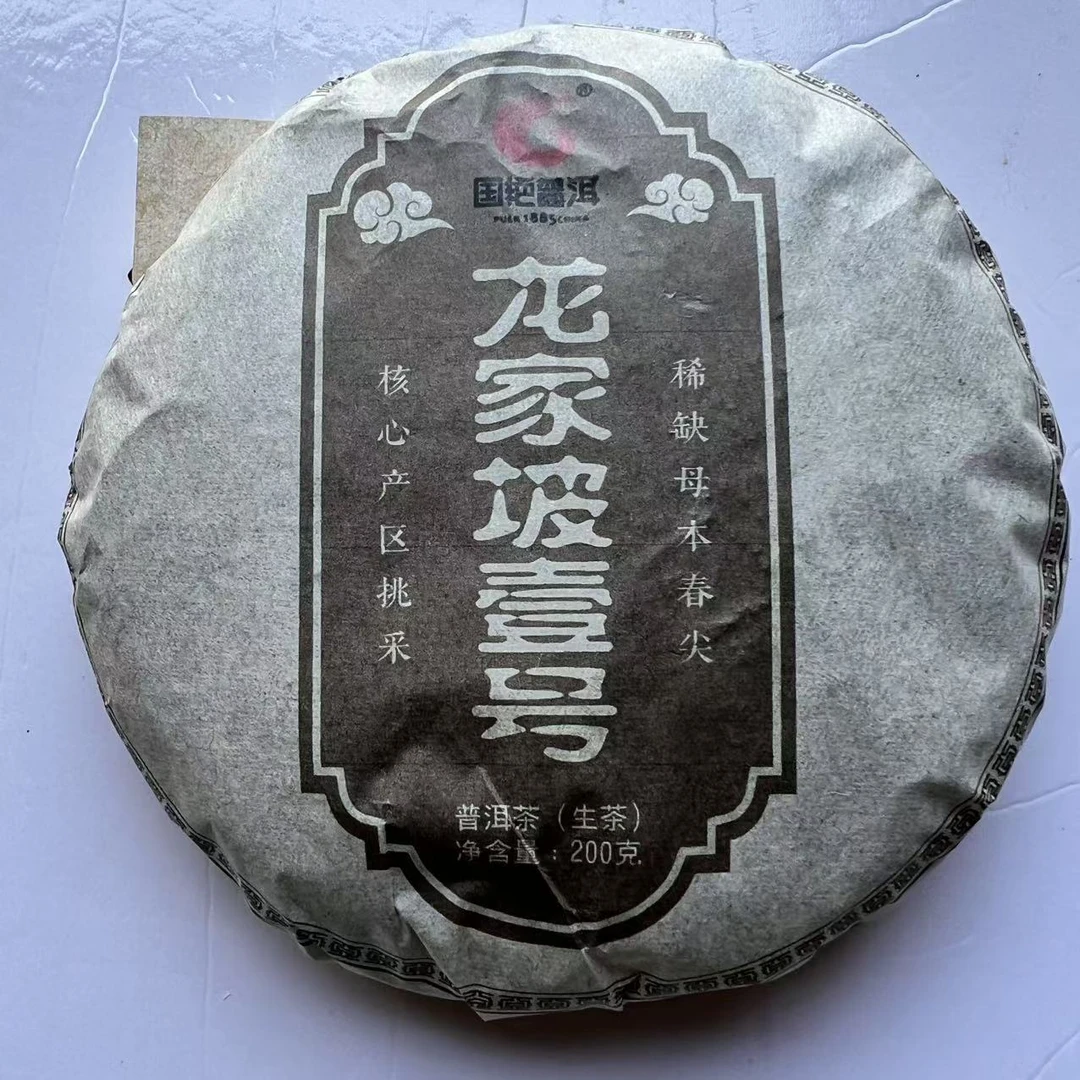 ®
国艳普洱
PUER 1885 CHINA
龙家坡壹号
稀缺母本春尖
核心产区挑采
普洱茶（生茶）
净含量：200克